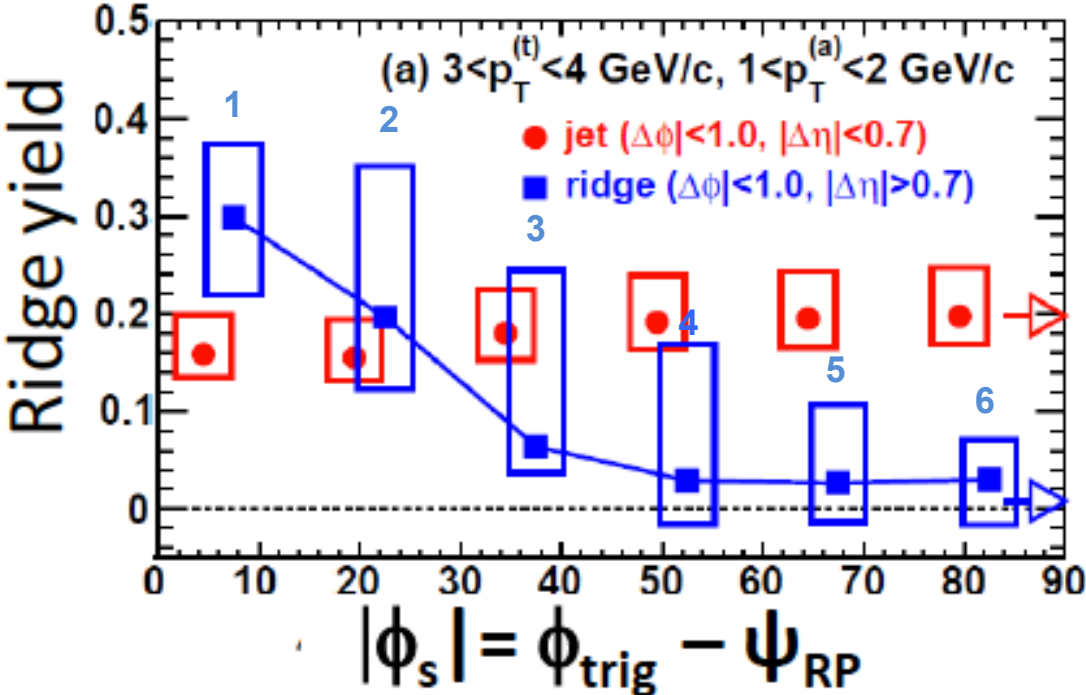 Ridge yield
0.5
0.4
0.3
0.2
0.1
0
(a) 3<p_T^(t)<4 GeV/c, 1<p_T^(a)<2 GeV/c
jet (Δϕ|<1.0, |Δη|<0.7)
ridge (Δϕ|<1.0, |Δη|>0.7)
1
2
3
4
5
6
0 10 20 30 40 50 60 70 80 90
|ϕ_s| = ϕ_trig − ψ_RP